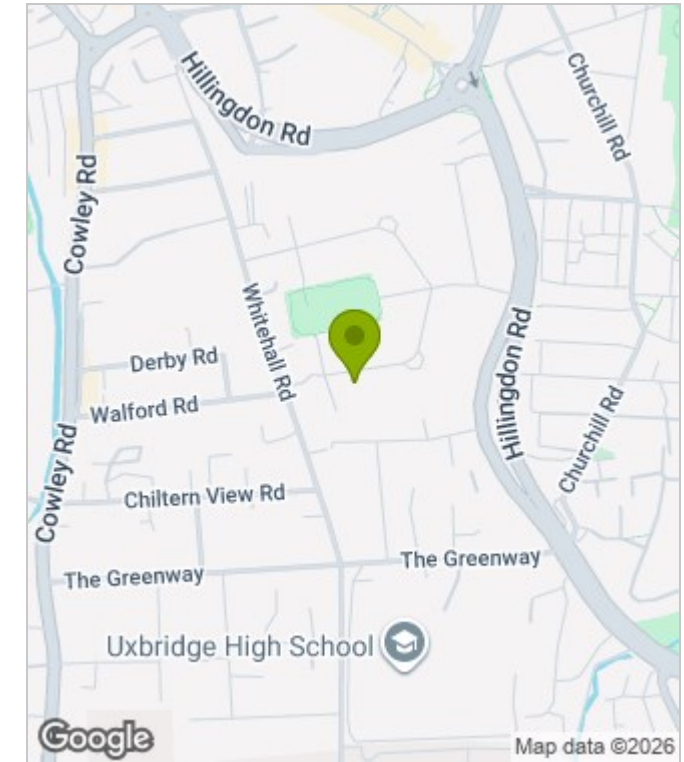 Hillingdon Rd
Churchill Rd
Cowley Rd
Whitehall Rd
Hillingdon Rd
Derby Rd
Walford Rd
Churchill Rd
Cowley Rd
Chiltern View Rd
The Greenway
The Greenway
Uxbridge High School
Google
Map data ©2026